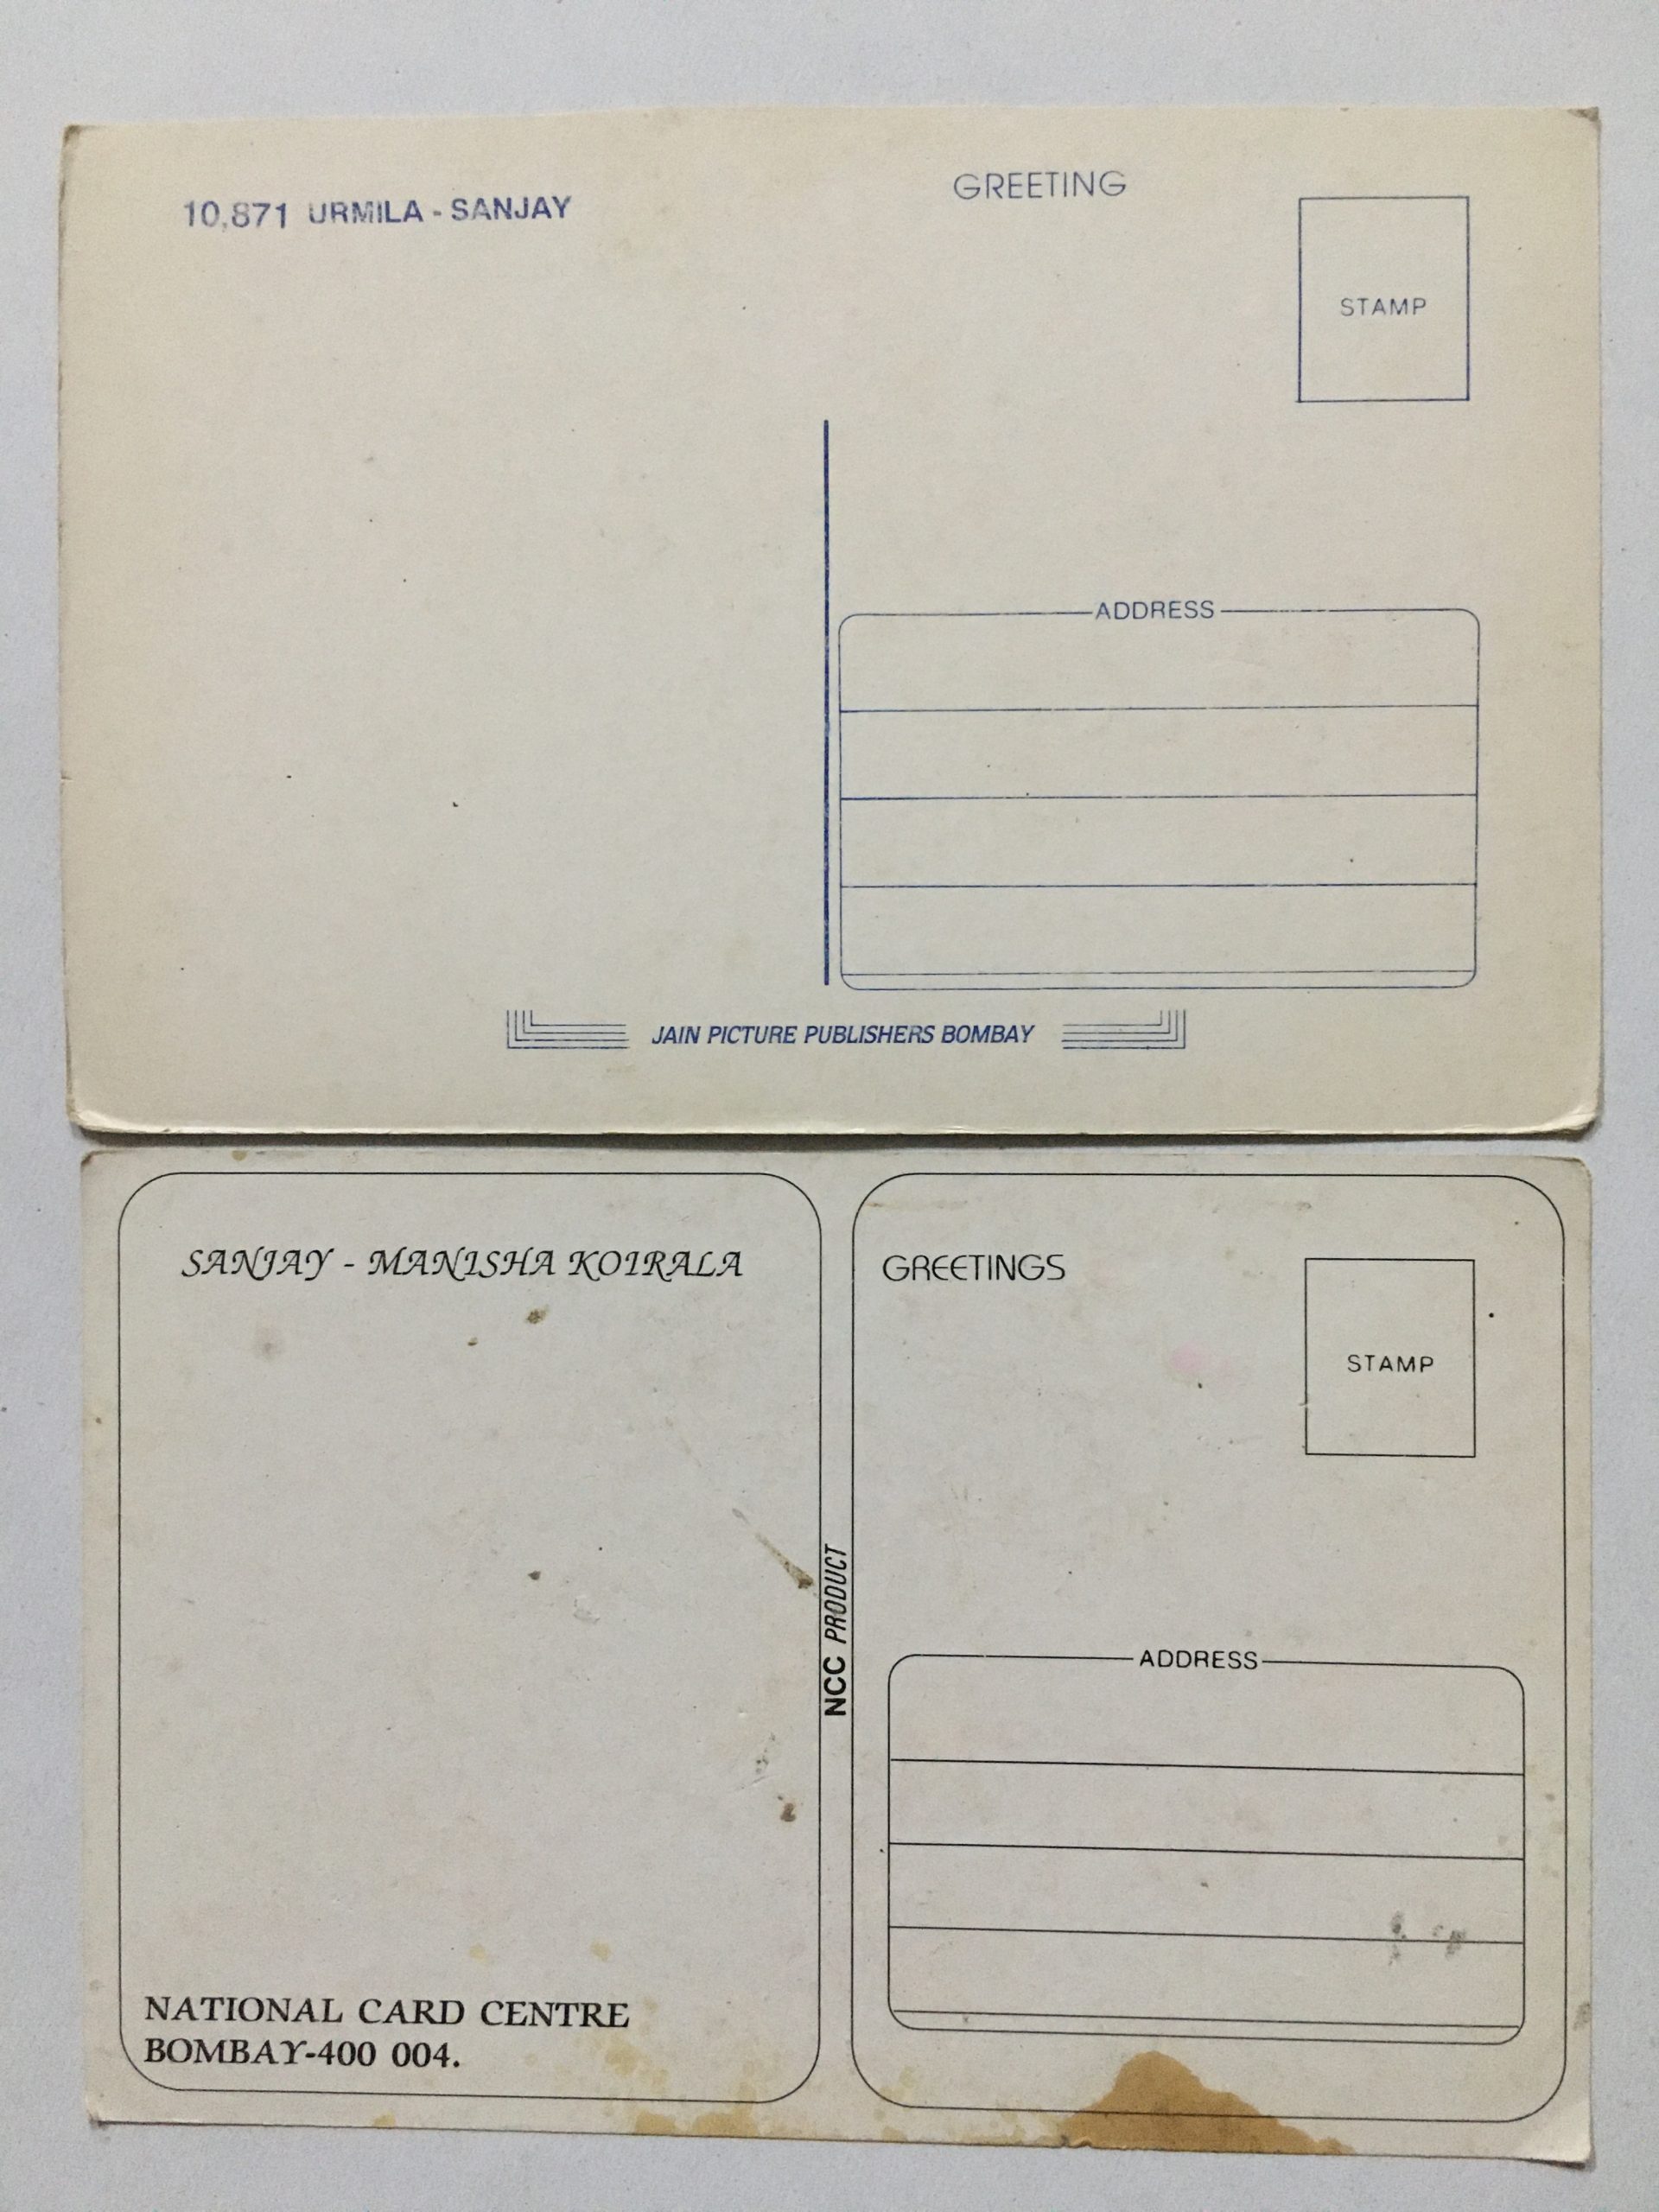 10,871 URMILA - SANJAY
GREETING
STAMP
ADDRESS
JAIN PICTURE PUBLISHERS BOMBAY
SANJAY - MANISHA KOIRALA
NATIONAL CARD CENTRE
BOMBAY-400 004.
NCC PRODUCT
GREETINGS
STAMP
ADDRESS